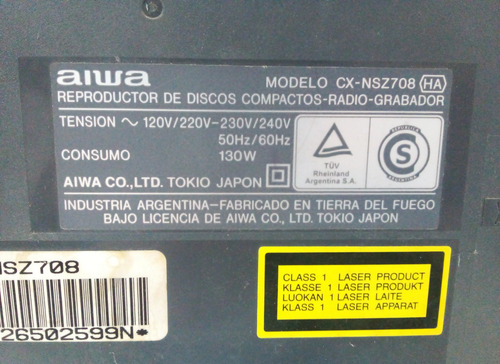 aiwa
MODELO CX-NSZ708 HA
REPRODUCTOR DE DISCOS COMPACTOS-RADIO-GRABADOR
TENSION ~ 120V/220V-230V/240V
50Hz/60Hz
CONSUMO 130W
AIWA CO.,LTD. TOKIO JAPON
TÜV
Rheinland
Argentina S.A.
REPUBLICA
S
ARGENTINA
INDUSTRIA ARGENTINA-FABRICADO EN TIERRA DEL FUEGO
BAJO LICENCIA DE AIWA CO., LTD. TOKIO JAPON
NSZ708
26502599N*
CLASS 1 LASER PRODUCT
KLASSE 1 LASER PRODUKT
LUOKAN 1 LASER LAITE
KLASS 1 LASER APPARAT